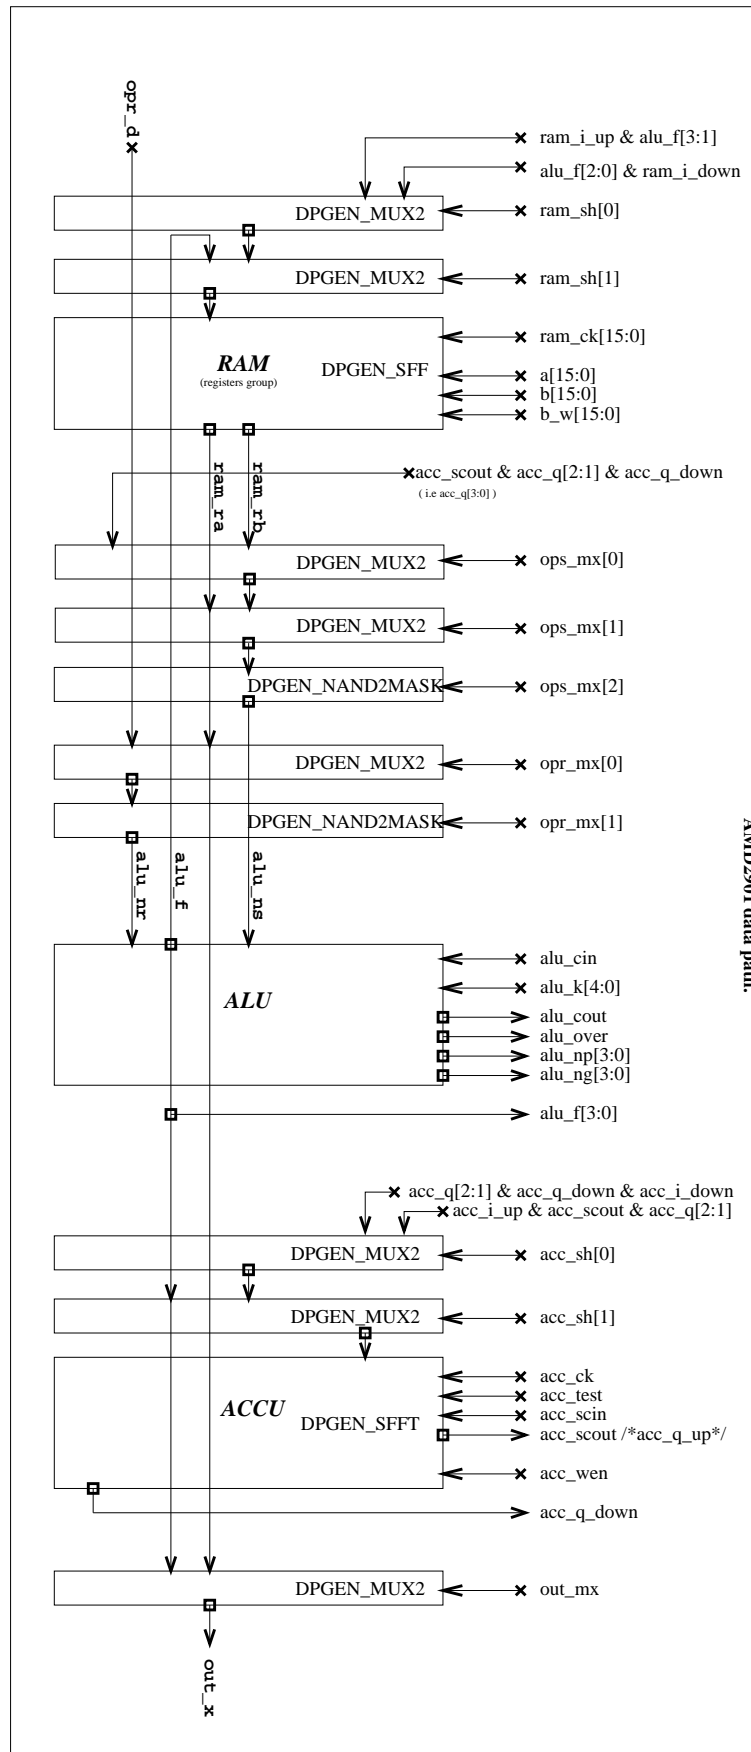 opr_d
ram_i_up & alu_f[3:1]
alu_f[2:0] & ram_i_down
DPGEN_MUX2
ram_sh[0]
DPGEN_MUX2
ram_sh[1]
RAM
(registers group)
DPGEN_SFF
ram_ck[15:0]
a[15:0]
b[15:0]
b_w[15:0]
ram_ra
ram_rb
acc_scout & acc_q[2:1] & acc_q_down
( i.e acc_q[3:0] )
DPGEN_MUX2
ops_mx[0]
DPGEN_MUX2
ops_mx[1]
DPGEN_NAND2MASK
ops_mx[2]
DPGEN_MUX2
opr_mx[0]
DPGEN_NAND2MASK
opr_mx[1]
alu_nr
alu_f
alu_ns
AMD2901 data path.
ALU
alu_cin
alu_k[4:0]
alu_cout
alu_over
alu_np[3:0]
alu_ng[3:0]
alu_f[3:0]
acc_q[2:1] & acc_q_down & acc_i_down
acc_i_up & acc_scout & acc_q[2:1]
DPGEN_MUX2
acc_sh[0]
DPGEN_MUX2
acc_sh[1]
ACCU
DPGEN_SFFT
acc_ck
acc_test
acc_scin
acc_scout /*acc_q_up*/
acc_wen
acc_q_down
DPGEN_MUX2
out_mx
out_x